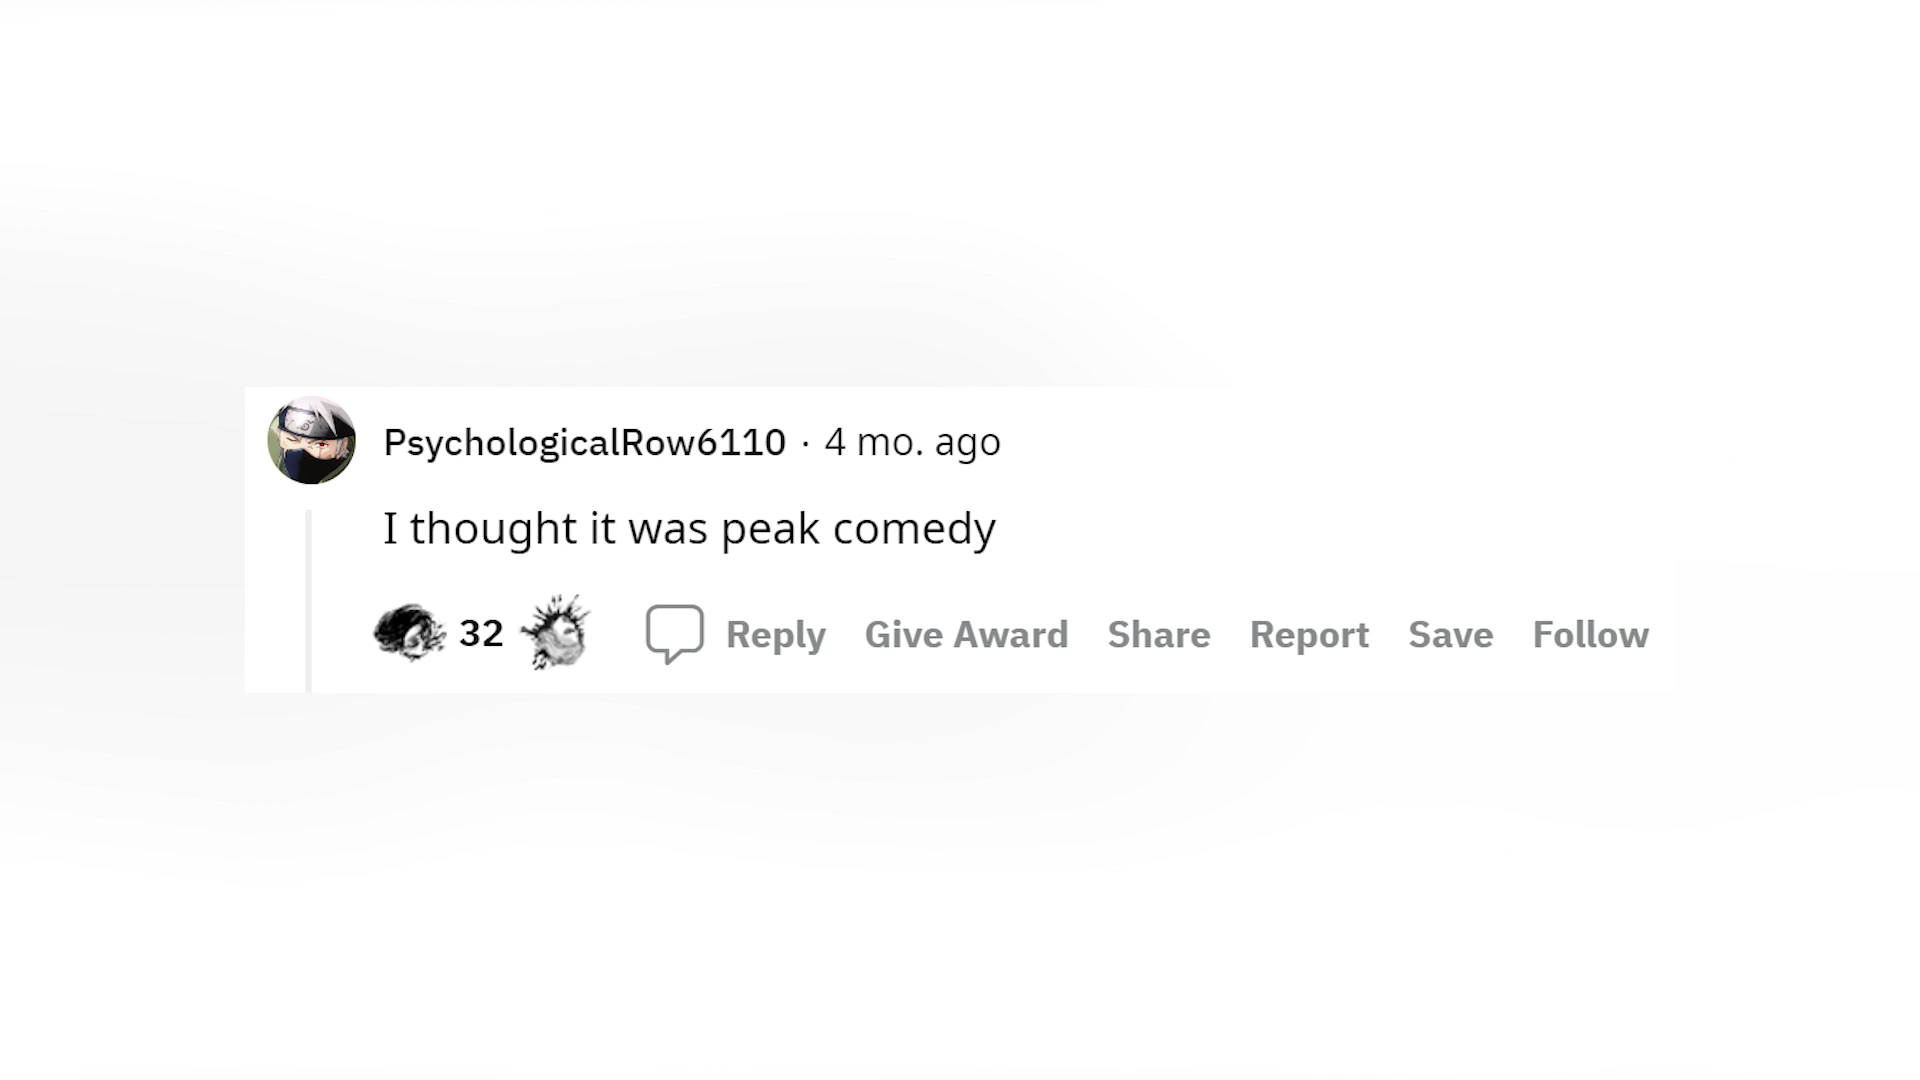 PsychologicalRow6110 · 4 mo. ago
I thought it was peak comedy
32 Reply Give Award Share Report Save Follow